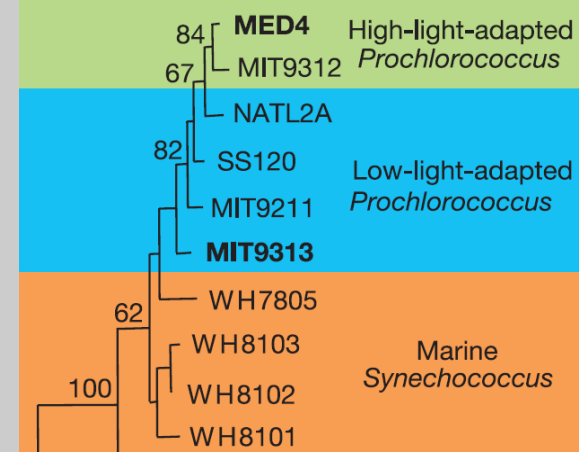 84
MED4
High-light-adapted
MIT9312
Prochlorococcus
67
NATL2A
82
SS120
Low-light-adapted
MIT9211
Prochlorococcus
MIT9313
WH7805
62
WH8103
Marine
Synechococcus
100
WH8102
WH8101